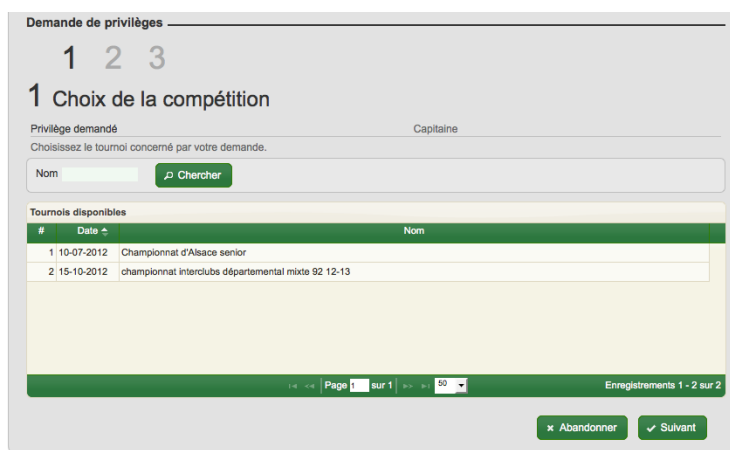 Demande de privilèges
1 2 3
1 Choix de la compétition
Privilège demandé Capitaine
Choisissez le tournoi concerné par votre demande.
Nom Chercher
Tournois disponibles
# Date Nom
1 10-07-2012 Championnat d'Alsace senior
2 15-10-2012 championnat interclubs départemental mixte 92 12-13
Page 1 sur 1 50 Enregistrements 1 - 2 sur 2
Abandonner Suivant